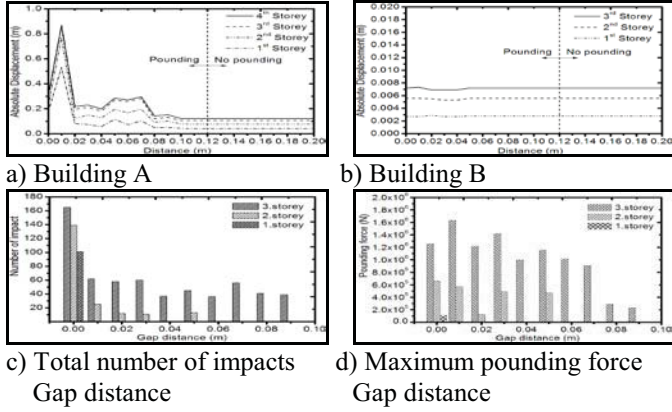 4th Storey
3rd Storey
2nd Storey
1st Storey
Pounding
No pounding
Absolute Displacement (m)
1.0
0.8
0.6
0.4
0.2
0.0
0.00 0.02 0.04 0.06 0.08 0.10 0.12 0.14 0.16 0.18 0.20
Distance (m)
a) Building A
3rd Storey
2nd Storey
1st Storey
Pounding
No pounding
Absolute Displacement (m)
0.020
0.018
0.016
0.014
0.012
0.009
0.007
0.006
0.004
0.002
0.000
0.00 0.02 0.04 0.06 0.08 0.10 0.12 0.14 0.16 0.18 0.20
Distance (m)
b) Building B
3.storey
2.storey
1.storey
Number of impact
180
160
140
120
100
80
60
40
20
0.00 0.02 0.04 0.06 0.08 0.10
Gap distance (m)
c) Total number of impacts
Gap distance
3.storey
2.storey
1.storey
Pounding force (N)
0.0
0.00 0.02 0.04 0.06 0.08 0.10
Gap distance (m)
d) Maximum pounding force
Gap distance